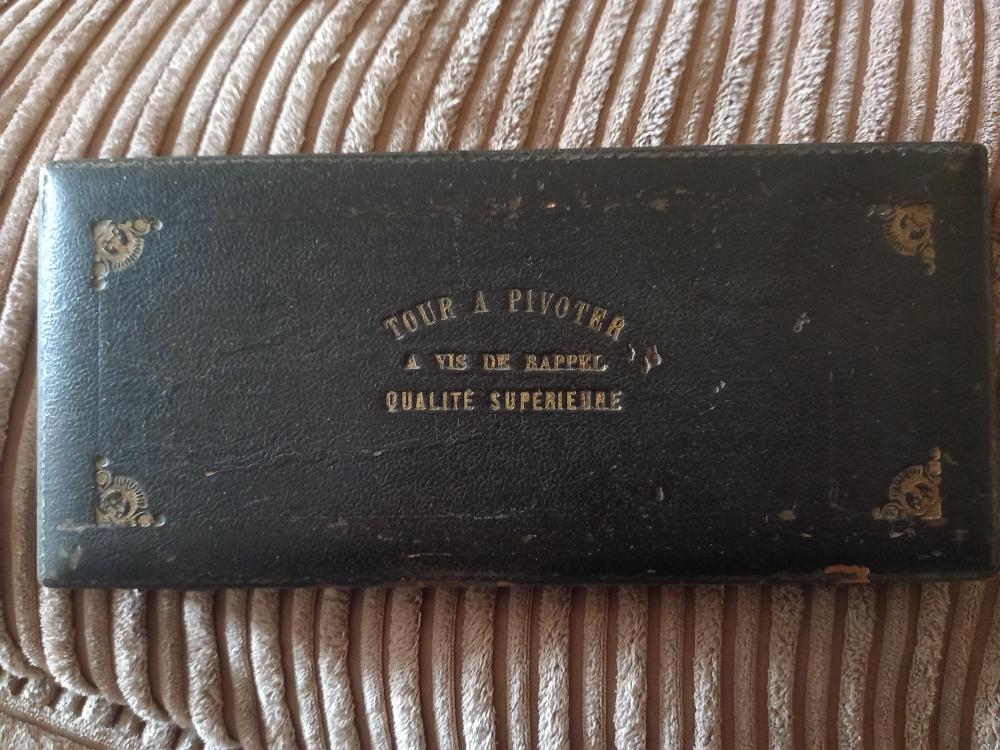 TOUR A PIVOTER
A VIS DE RAPPEL
QUALITÉ SUPÉRIEURE